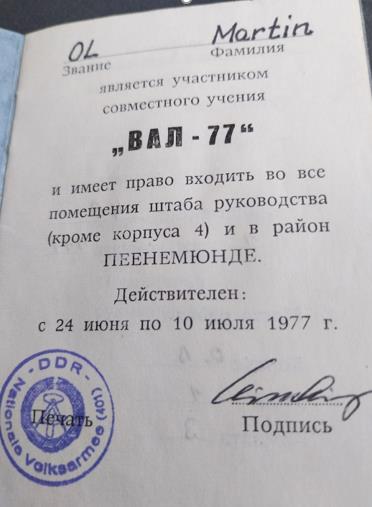 OL Martin
Звание Фамилия
является участником
совместного учения
„ВАЛ - 77“
и имеет право входить во все
помещения штаба руководства
(кроме корпуса 4) и в район
ПЕЕНЕМЮНДЕ.
Действителен:
с 24 июня по 10 июля 1977 г.
- DDR -
Nationale Volksarmee (401)
Печать
Подпись